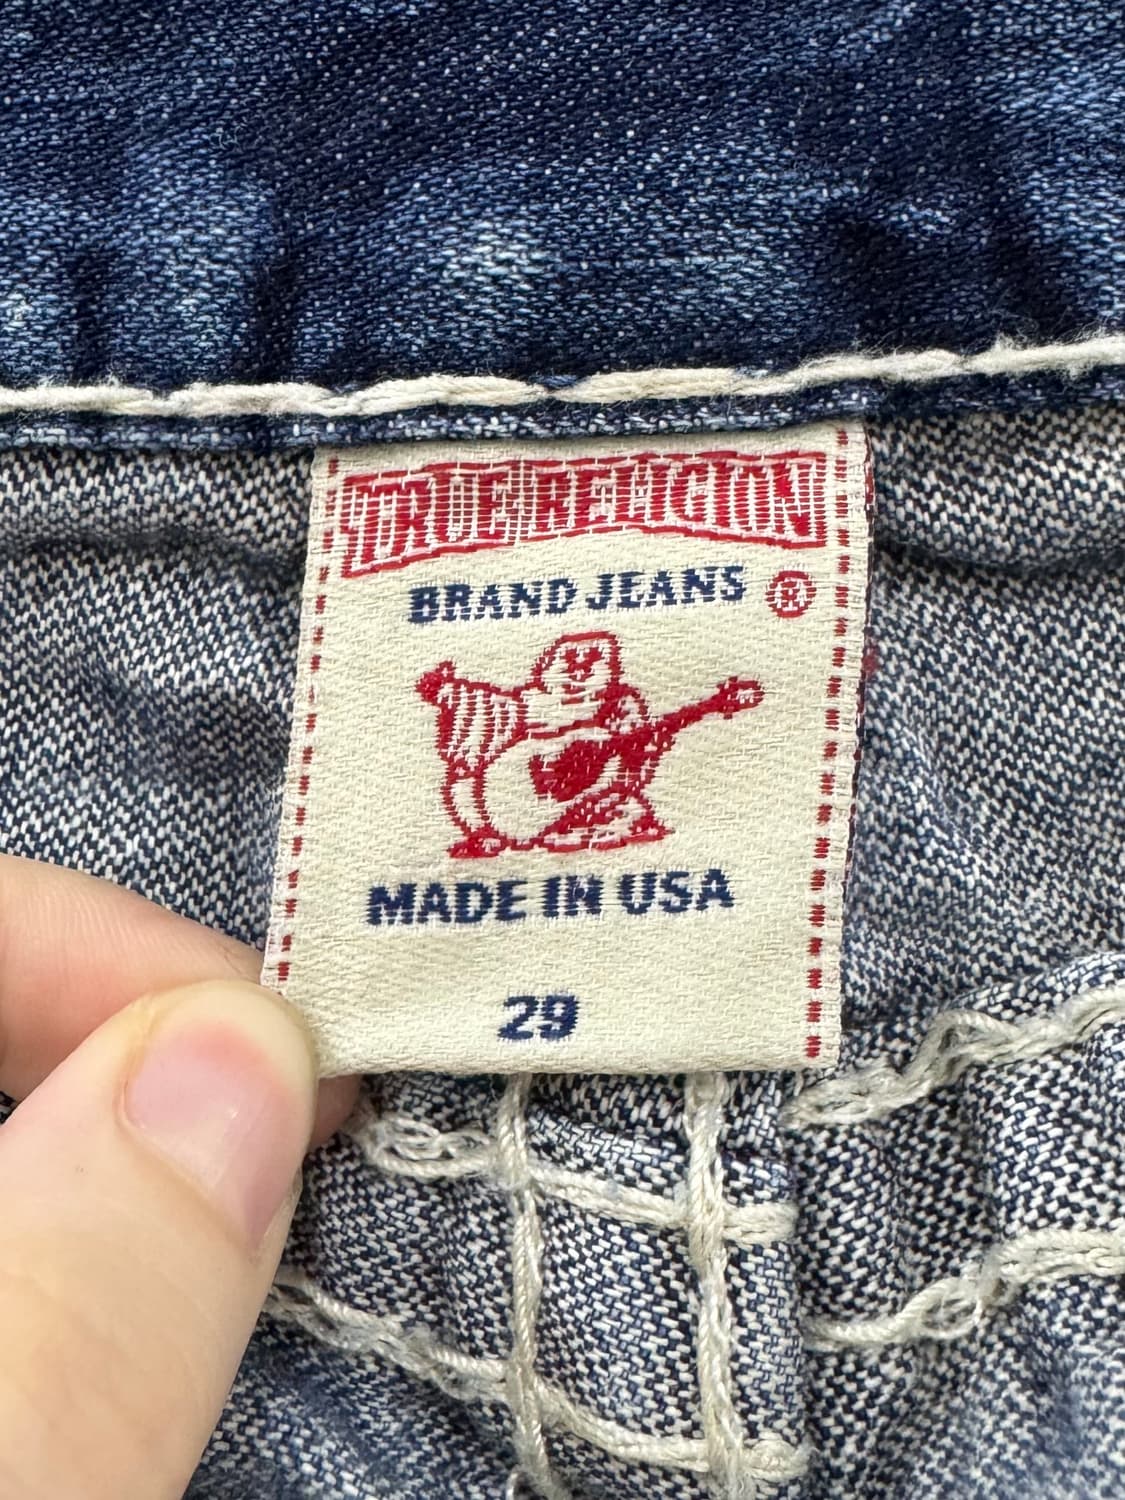 TRUE RELIGION
BRAND JEANS ®
MADE IN USA
29